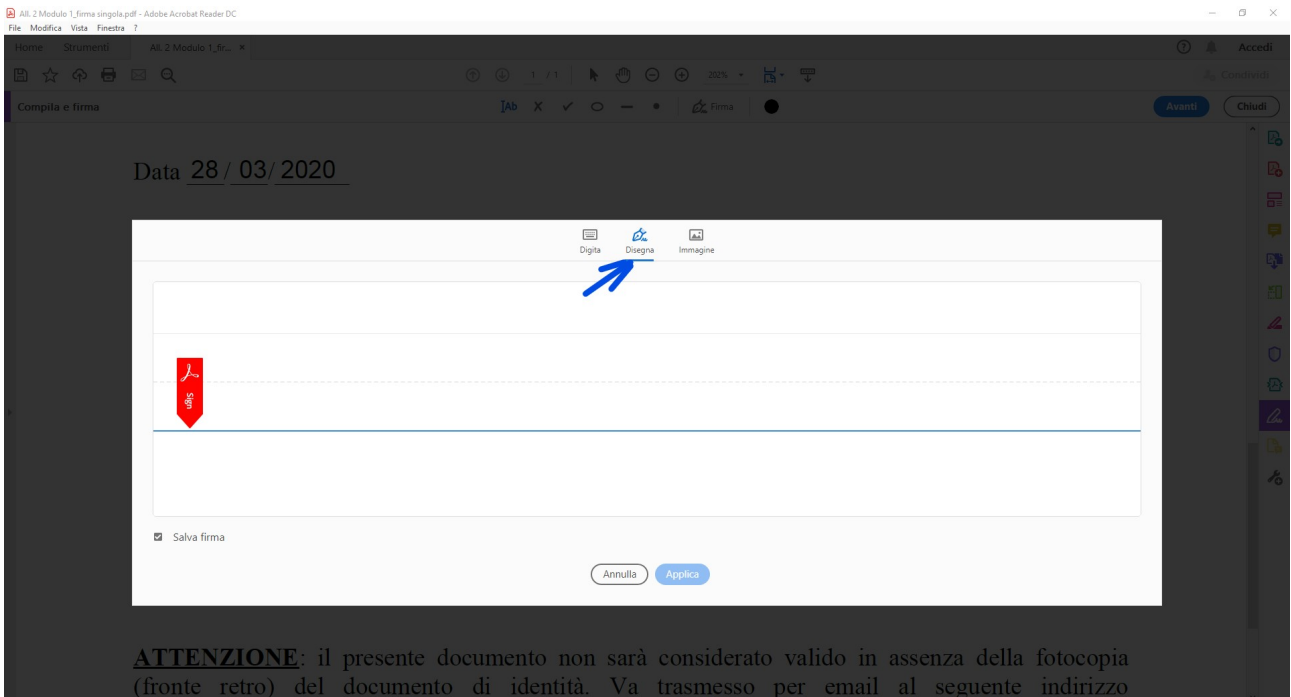 All. 2 Modulo 1_firma singola.pdf - Adobe Acrobat Reader DC
File Modifica Vista Finestra ?
Home Strumenti All. 2 Modulo 1_fir... × Accedi
1 / 1 202% Condividi
Compila e firma Ab Firma Avanti Chiudi
Data 28 / 03/ 2020
Digita Disegna Immagine
Sign
Salva firma
Annulla Applica
ATTENZIONE: il presente documento non sarà considerato valido in assenza della fotocopia
(fronte retro) del documento di identità. Va trasmesso per email al seguente indirizzo